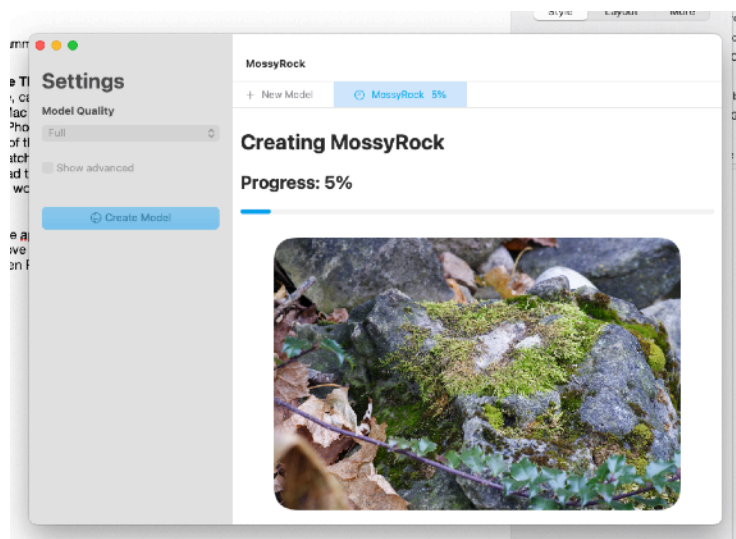 Style Layout More
MossyRock
Settings
+ New Model
MossyRock 5%
Model Quality
Full
Creating MossyRock
Show advanced
Progress: 5%
Create Model